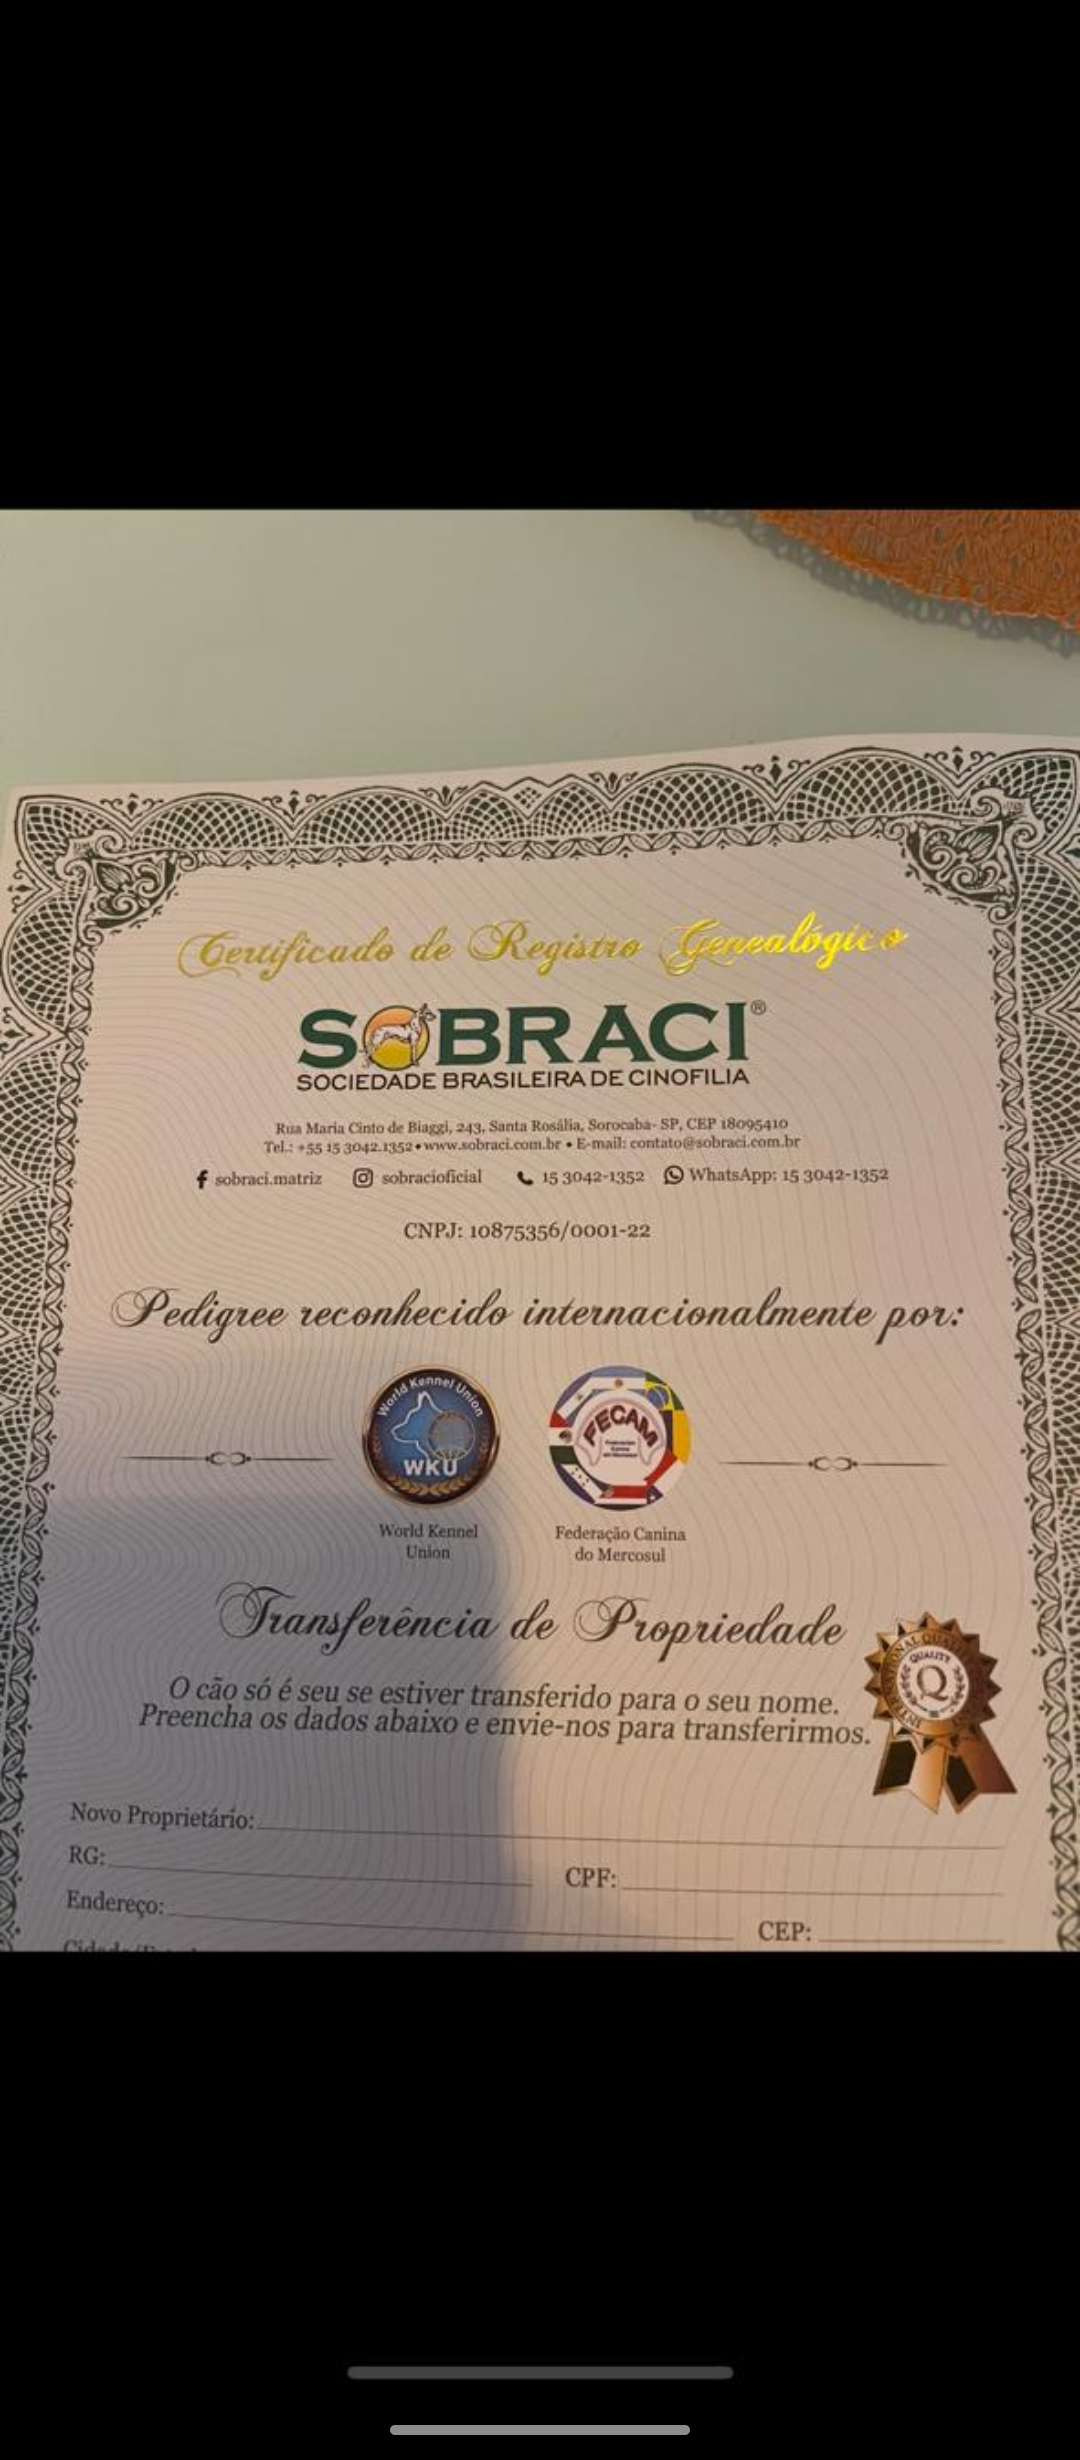 Certificado de Registro Genealógico
SOBRACI®
SOCIEDADE BRASILEIRA DE CINOFILIA
Rua Maria Cinto de Biaggi, 243, Santa Rosália, Sorocaba- SP, CEP 18095410
Tel.: +55 15 3042.1352 • www.sobraci.com.br • E-mail: contato@sobraci.com.br
sobraci.matriz sobracioficial 15 3042-1352 WhatsApp: 15 3042-1352
CNPJ: 10875356/0001-22
Pedigree reconhecido internacionalmente por:
World Kennel Union
WKU
FECAM
World Kennel
Union
Federação Canina
do Mercosul
Transferência de Propriedade
QUALITY
Q
O cão só é seu se estiver transferido para o seu nome.
Preencha os dados abaixo e envie-nos para transferirmos.
Novo Proprietário:
RG:
CPF:
Endereço:
CEP: